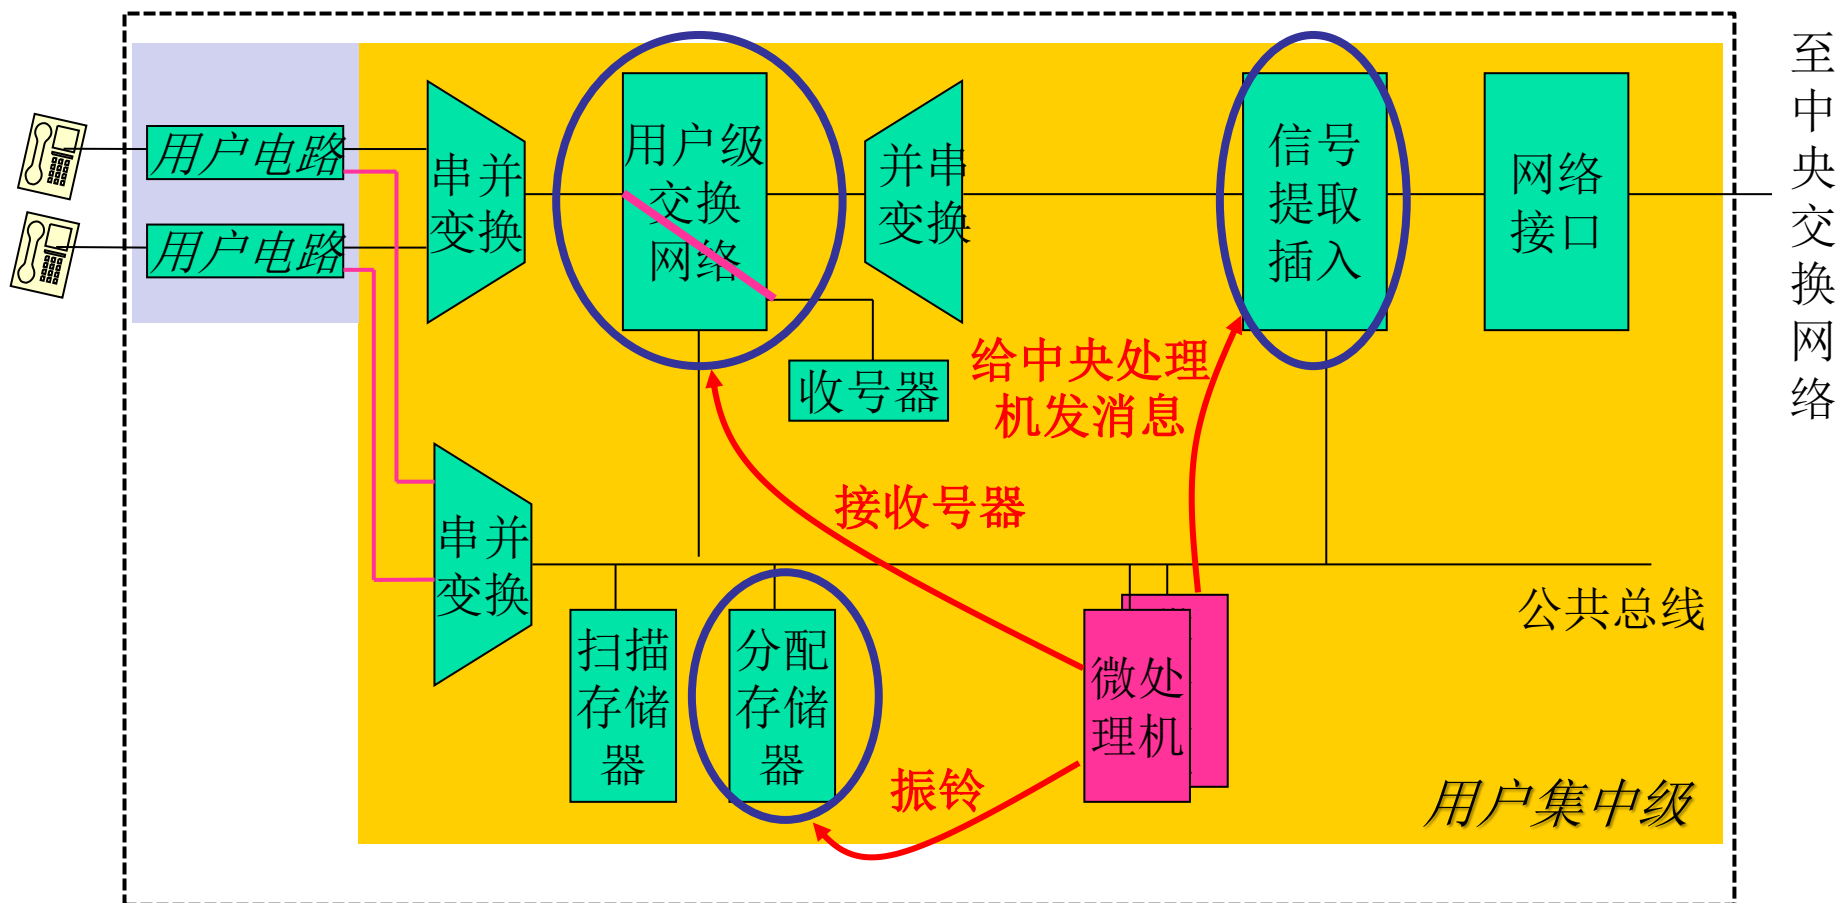 用户电路
用户电路
串并
变换
用户级
交换
网络
并串
变换
收号器
信号
提取
插入
网络
接口
至
中
央
交
换
网
络
给中央处理
机发消息
接收号器
串并
变换
扫描
存储
器
分配
存储
器
振铃
微处
理机
公共总线
用户集中级